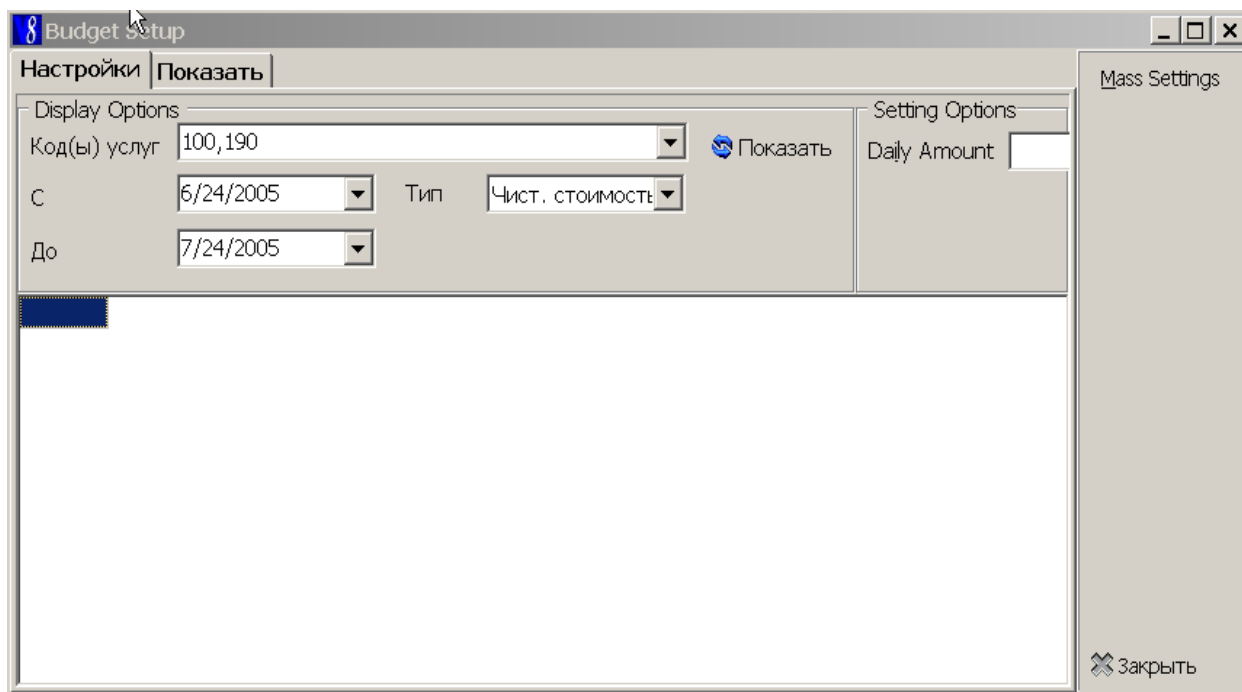 Budget Setup
Настройки Показать
Mass Settings
Display Options
Setting Options
Код(ы) услуг 100,190 Показать
Daily Amount
С 6/24/2005 Тип Чист. стоимость
До 7/24/2005
Закрыть